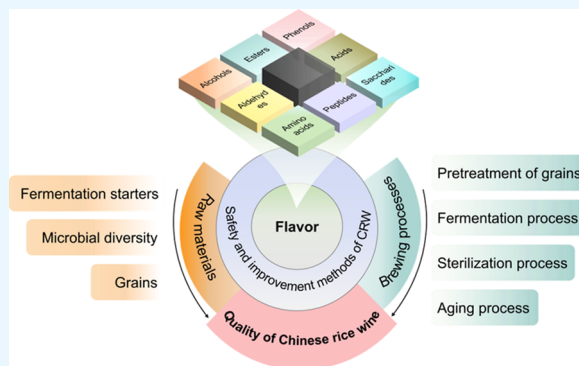 Phenols
Esters
Acids
Alcohols
Sacchari
des
Aldehyd
es
Peptides
Amino
acids
Fermentation starters
Microbial diversity
Grains
Raw materials
Safety and improvement methods of CRW
Flavor
Brewing processes
Quality of Chinese rice wine
Pretreatment of grains
Fermentation process
Sterilization process
Aging process